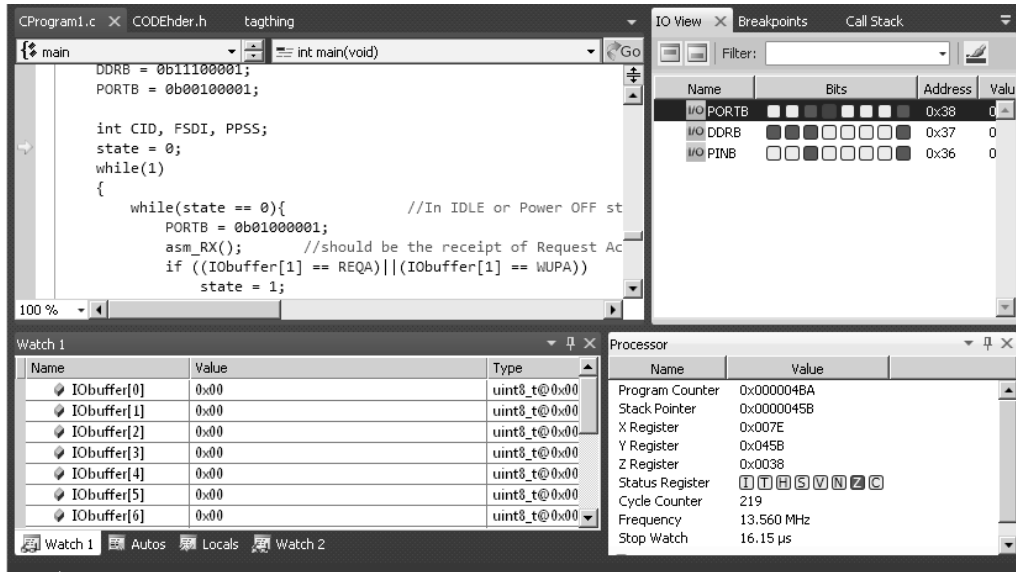 CProgram1.c CODEhder.h tagthing
main int main(void) Go
DDRB = 0b11100001;
PORTB = 0b00100001;
int CID, FSDI, PPSS;
state = 0;
while(1)
{
while(state == 0){ //In IDLE or Power OFF st
PORTB = 0b01000001;
asm_RX(); //should be the receipt of Request Ac
if ((IObuffer[1] == REQA)||(IObuffer[1] == WUPA))
state = 1;
100 %
IO View Breakpoints Call Stack
Filter:
Name Bits Address Valu
I/O PORTB 0x38 0
I/O DDRB 0x37 0
I/O PINB 0x36 0
Watch 1
Name Value Type
IObuffer[0] 0x00 uint8_t@0x00
IObuffer[1] 0x00 uint8_t@0x00
IObuffer[2] 0x00 uint8_t@0x00
IObuffer[3] 0x00 uint8_t@0x00
IObuffer[4] 0x00 uint8_t@0x00
IObuffer[5] 0x00 uint8_t@0x00
IObuffer[6] 0x00 uint8_t@0x00
Watch 1 Autos Locals Watch 2
Processor
Name Value
Program Counter 0x000004BA
Stack Pointer 0x0000045B
X Register 0x007E
Y Register 0x045B
Z Register 0x0038
Status Register I T H S V N Z C
Cycle Counter 219
Frequency 13.560 MHz
Stop Watch 16.15 µs